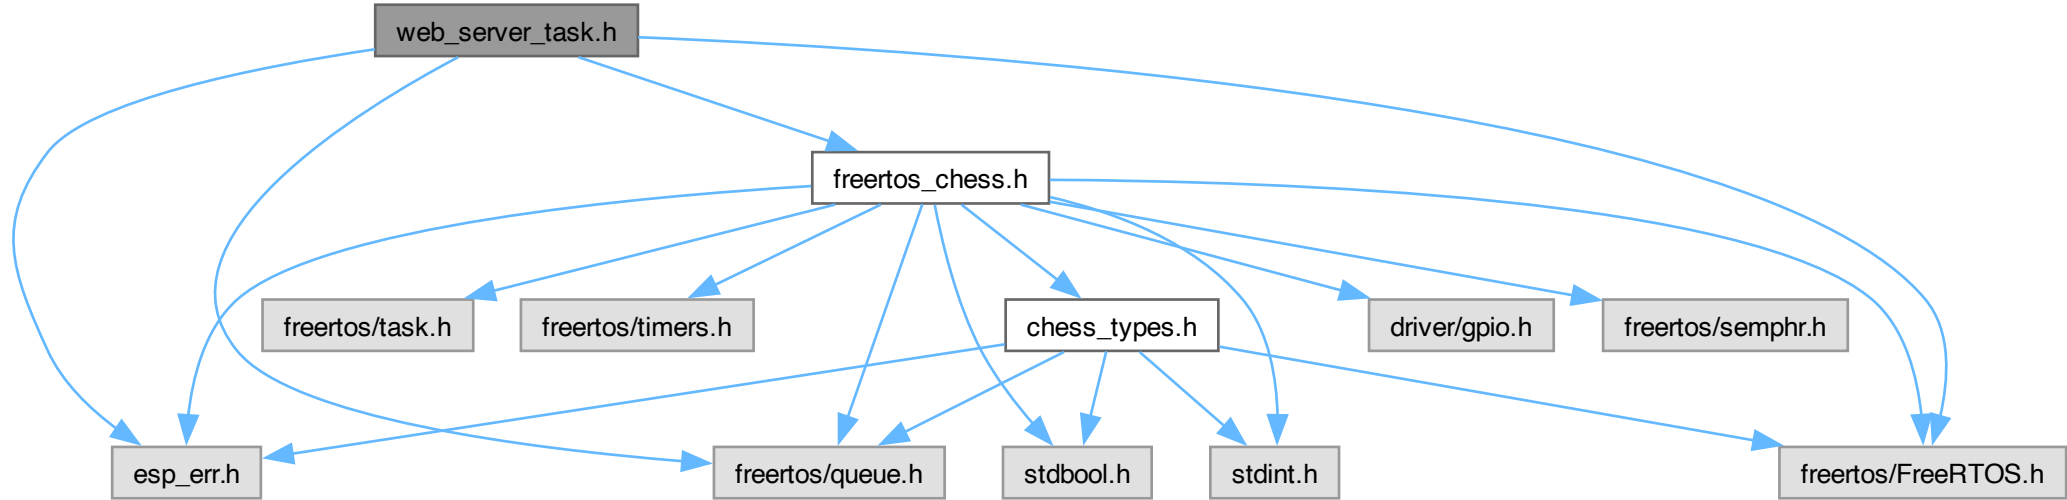 web_server_task.h
freertos_chess.h
freertos/task.h
freertos/timers.h
chess_types.h
driver/gpio.h
freertos/semphr.h
esp_err.h
freertos/queue.h
stdbool.h
stdint.h
freertos/FreeRTOS.h